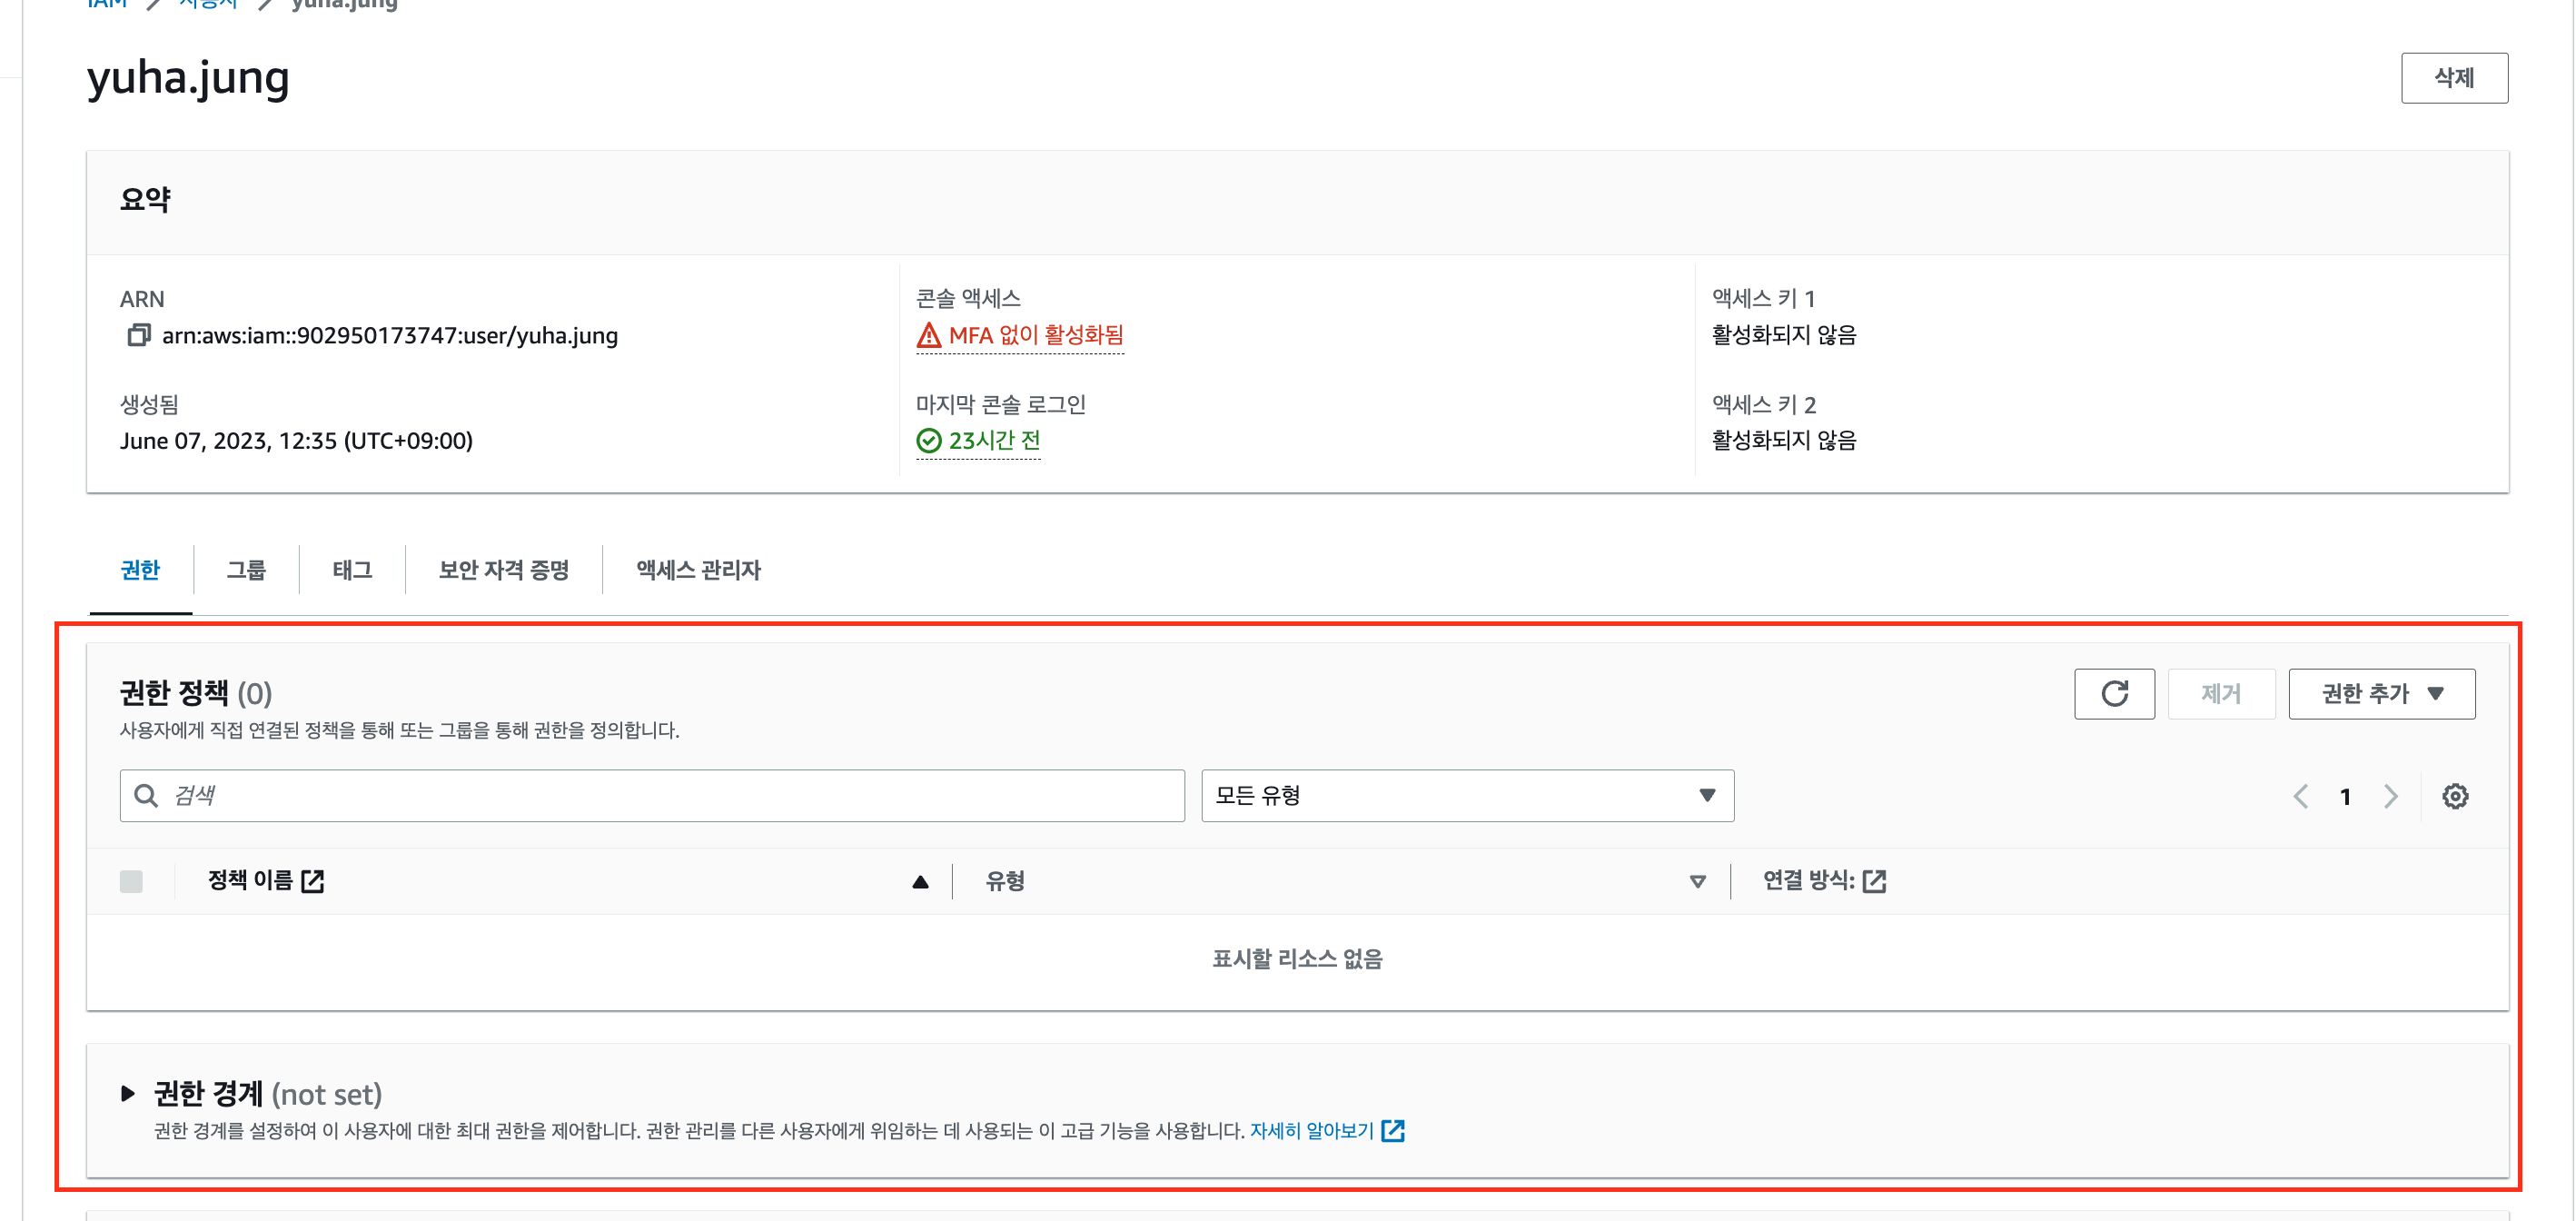 IAM > 사용자 > yuha.jung
yuha.jung
삭제
요약
ARN
arn:aws:iam::902950173747:user/yuha.jung
콘솔 액세스
MFA 없이 활성화됨
액세스 키 1
활성화되지 않음
생성됨
June 07, 2023, 12:35 (UTC+09:00)
마지막 콘솔 로그인
23시간 전
액세스 키 2
활성화되지 않음
권한 그룹 태그 보안 자격 증명 액세스 관리자
권한 정책 (0)
사용자에게 직접 연결된 정책을 통해 또는 그룹을 통해 권한을 정의합니다.
제거
권한 추가
검색
모든 유형
1
정책 이름
유형
연결 방식:
표시할 리소스 없음
권한 경계 (not set)
권한 경계를 설정하여 이 사용자에 대한 최대 권한을 제어합니다. 권한 관리를 다른 사용자에게 위임하는 데 사용되는 이 고급 기능을 사용합니다. 자세히 알아보기